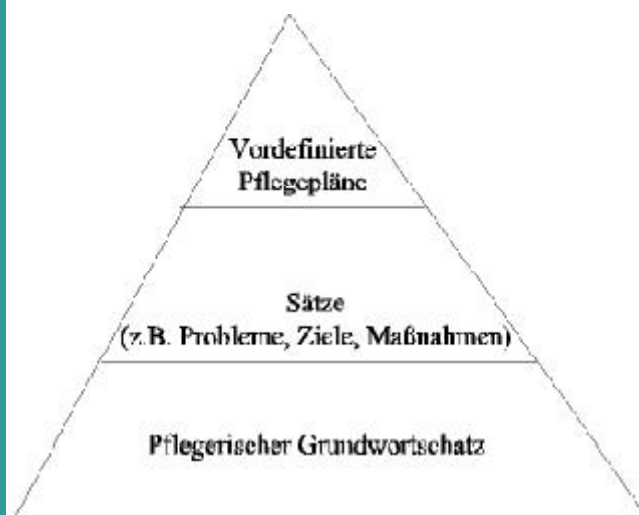 Vordefinierte
Pflegepläne
Sätze
(z.B. Probleme, Ziele, Maßnahmen)
Pflegerischer Grundwortschatz